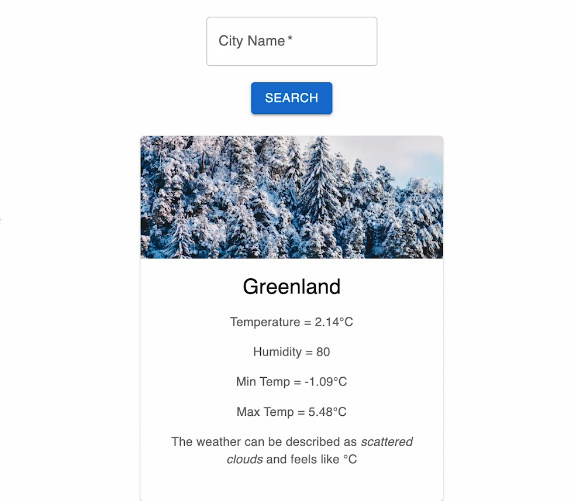 City Name *
SEARCH
Greenland
Temperature = 2.14°C
Humidity = 80
Min Temp = -1.09°C
Max Temp = 5.48°C
The weather can be described as scattered
clouds and feels like °C